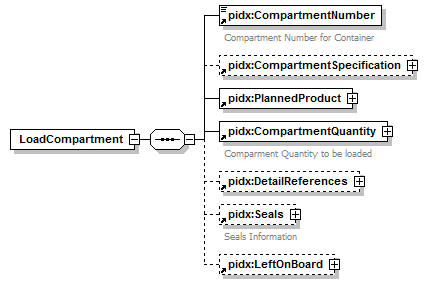 pidx:CompartmentNumber
Compartment Number for Container
pidx:CompartmentSpecification
pidx:PlannedProduct
LoadCompartment
pidx:CompartmentQuantity
Comparment Quantity to be loaded
pidx:DetailReferences
pidx:Seals
Seals Information
pidx:LeftOnBoard